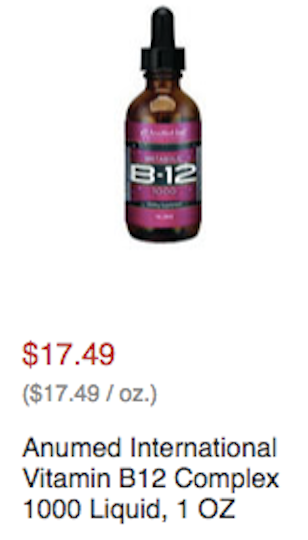 B-12
1000
$17.49
($17.49 / oz.)
Anumed International
Vitamin B12 Complex
1000 Liquid, 1 OZ